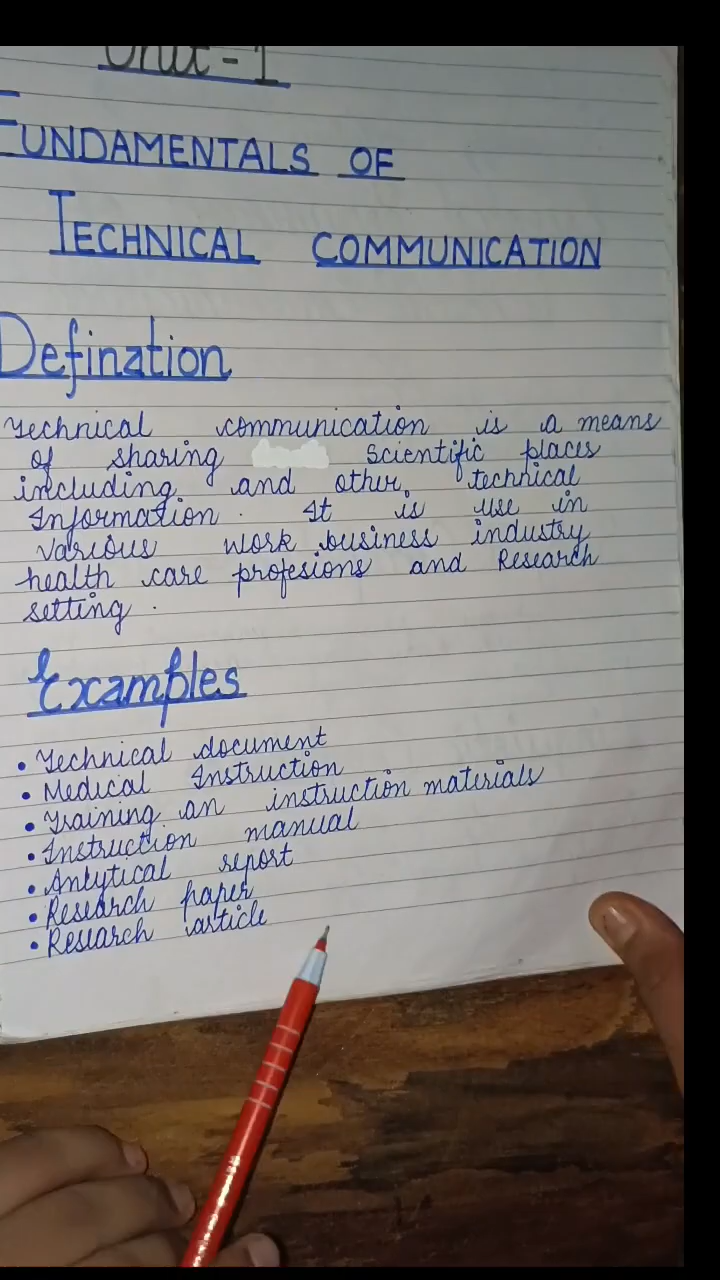 Unit - 1
FUNDAMENTALS OF
TECHNICAL COMMUNICATION
Defination
Technical communication is a means
of sharing Scientific places
including and other, technical
Information . It is use in
various work business industry
health care profesions and Research
setting .
Examples
• Technical document
• Medical Instruction
• Training an instruction materials
• Instruction manual
• Anlytical report
• Research paper
• Research article